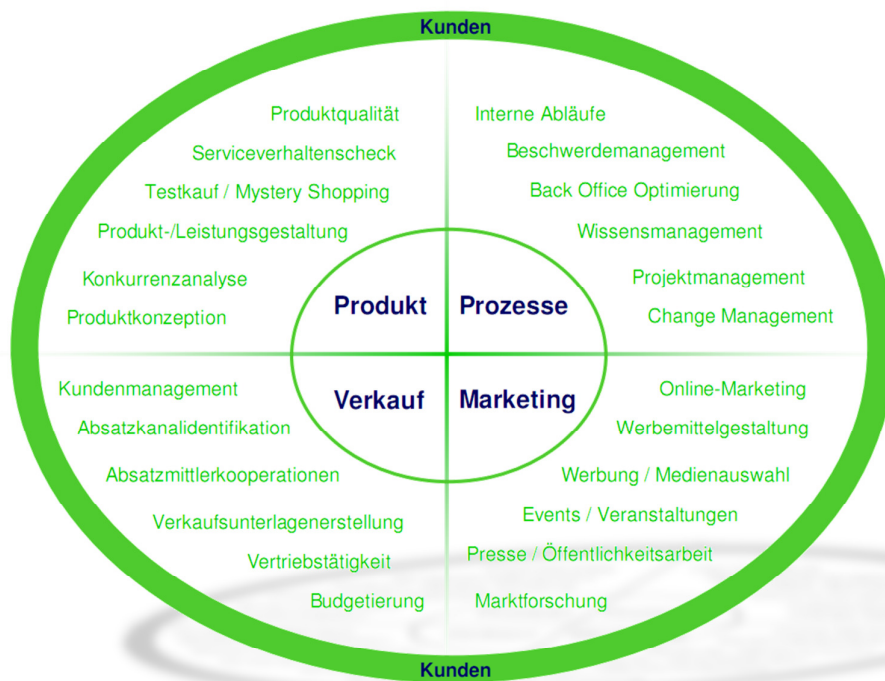 Kunden
Produktqualität
Serviceverhaltenscheck
Testkauf / Mystery Shopping
Produkt-/Leistungsgestaltung
Konkurrenzanalyse
Produktkonzeption
Interne Abläufe
Beschwerdemanagement
Back Office Optimierung
Wissensmanagement
Projektmanagement
Change Management
Produkt
Prozesse
Verkauf
Marketing
Kundenmanagement
Absatzkanalidentifikation
Absatzmittlerkooperationen
Verkaufsunterlagenerstellung
Vertriebstätigkeit
Budgetierung
Online-Marketing
Werbemittelgestaltung
Werbung / Medienauswahl
Events / Veranstaltungen
Presse / Öffentlichkeitsarbeit
Marktforschung
Kunden